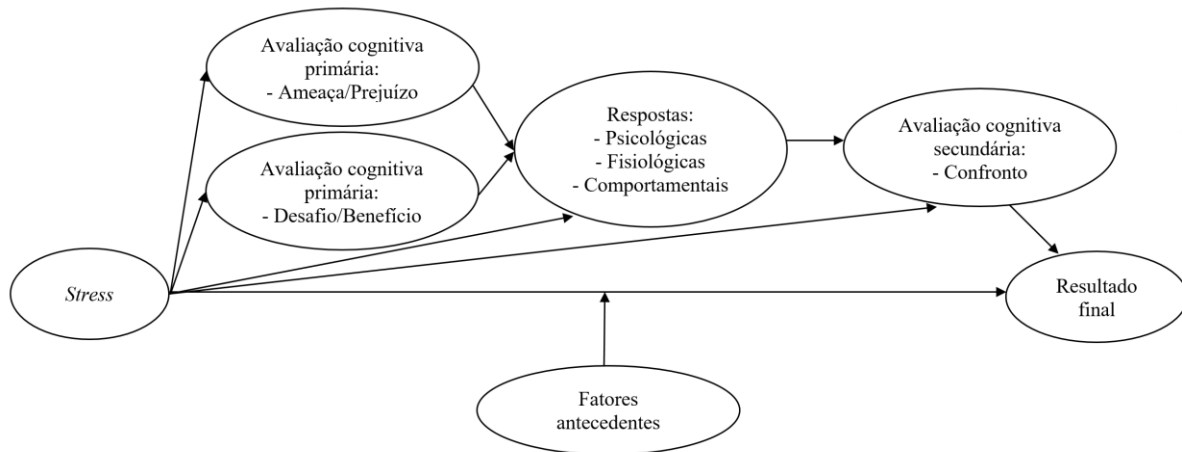 Avaliação cognitiva
primária:
- Ameaça/Prejuízo
Avaliação cognitiva
primária:
- Desafio/Benefício
Respostas:
- Psicológicas
- Fisiológicas
- Comportamentais
Avaliação cognitiva
secundária:
- Confronto
Stress
Resultado
final
Fatores
antecedentes